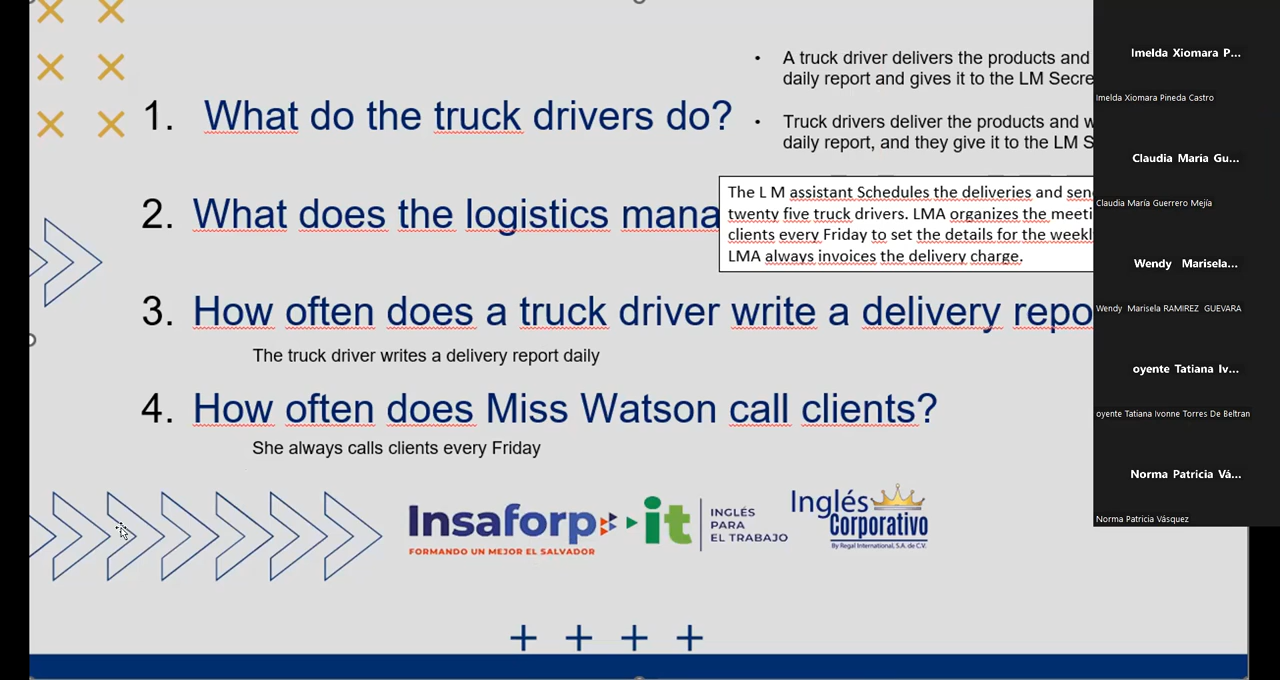 A truck driver delivers the products and
daily report and gives it to the LM Secre
1. What do the truck drivers do?
Truck drivers deliver the products and w
daily report, and they give it to the LM S
2. What does the logistics mana
The L M assistant Schedules the deliveries and sen
twenty five truck drivers. LMA organizes the meeti
clients every Friday to set the details for the weekl
LMA always invoices the delivery charge.
3. How often does a truck driver write a delivery repo
The truck driver writes a delivery report daily
4. How often does Miss Watson call clients?
She always calls clients every Friday
Insaforp
FORMANDO UN MEJOR EL SALVADOR
it
INGLÉS
PARA
EL TRABAJO
Inglés
Corporativo
By Regal International, S.A. de C.V.
Imelda Xiomara P...
Imelda Xiomara Pineda Castro
Claudia María Gu...
Claudia María Guerrero Mejía
Wendy Marisela...
Wendy Marisela RAMIREZ GUEVARA
oyente Tatiana Iv...
oyente Tatiana Ivonne Torres De Beltran
Norma Patricia Vá...
Norma Patricia Vásquez